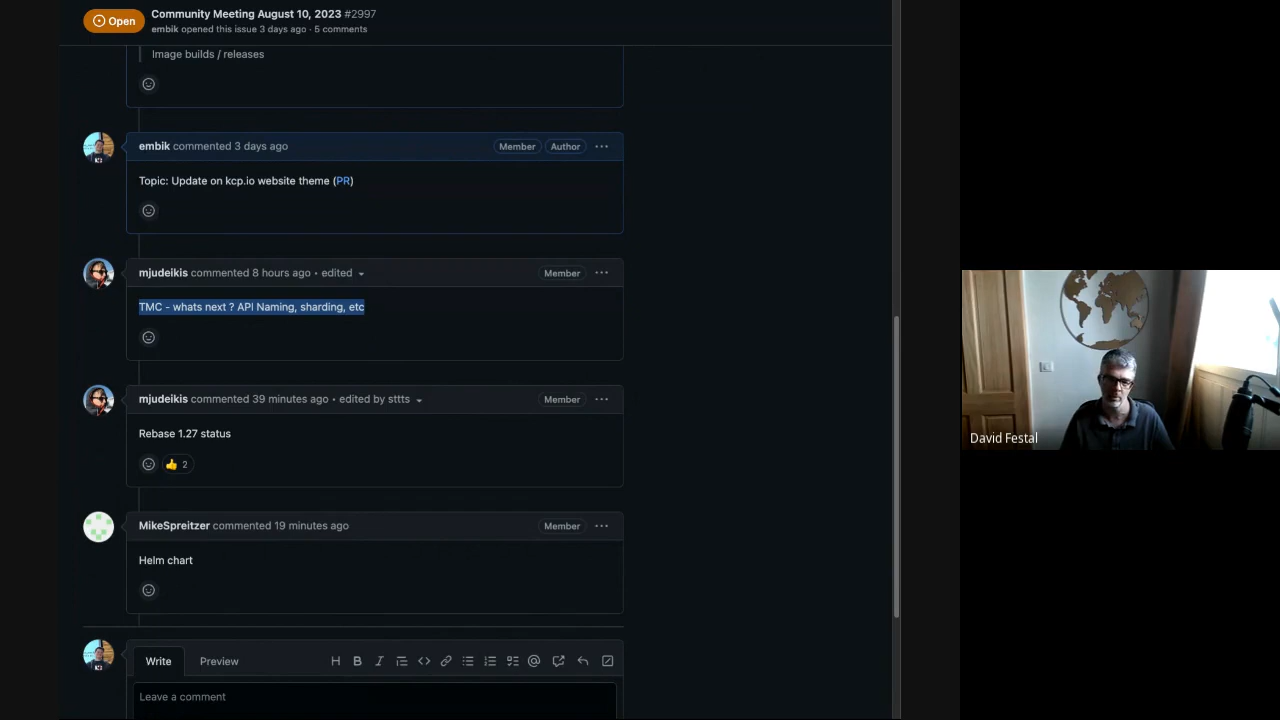 Open
Community Meeting August 10, 2023 #2997
embik opened this issue 3 days ago · 5 comments
Image builds / releases
embik commented 3 days ago
Member
Author
Topic: Update on kcp.io website theme (PR)
mjudeikis commented 8 hours ago • edited
Member
TMC - whats next ? API Naming, sharding, etc
mjudeikis commented 39 minutes ago • edited by sttts
Member
Rebase 1.27 status
👍 2
MikeSpreitzer commented 19 minutes ago
Member
Helm chart
Write
Preview
Leave a comment
David Festal